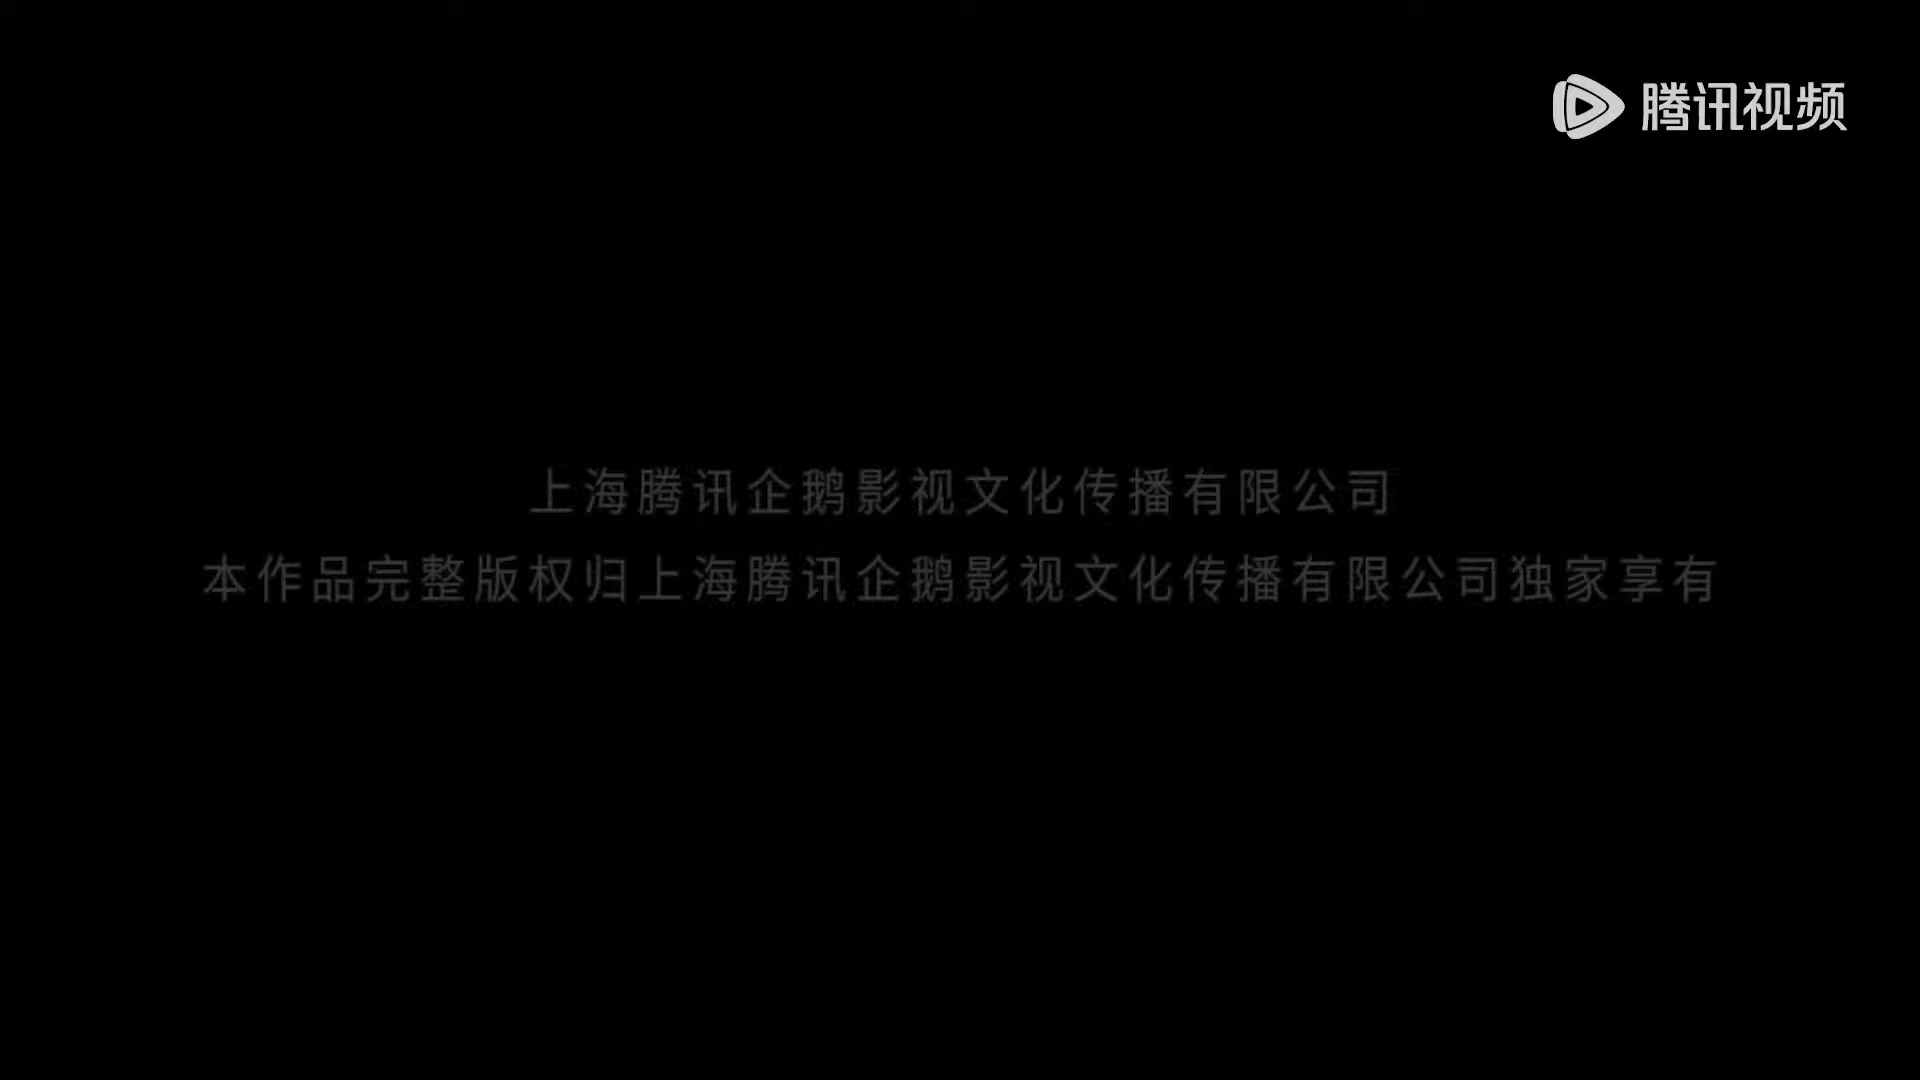 腾讯视频
上海腾讯企鹅影视文化传播有限公司
本作品完整版权归上海腾讯企鹅影视文化传播有限公司独家享有